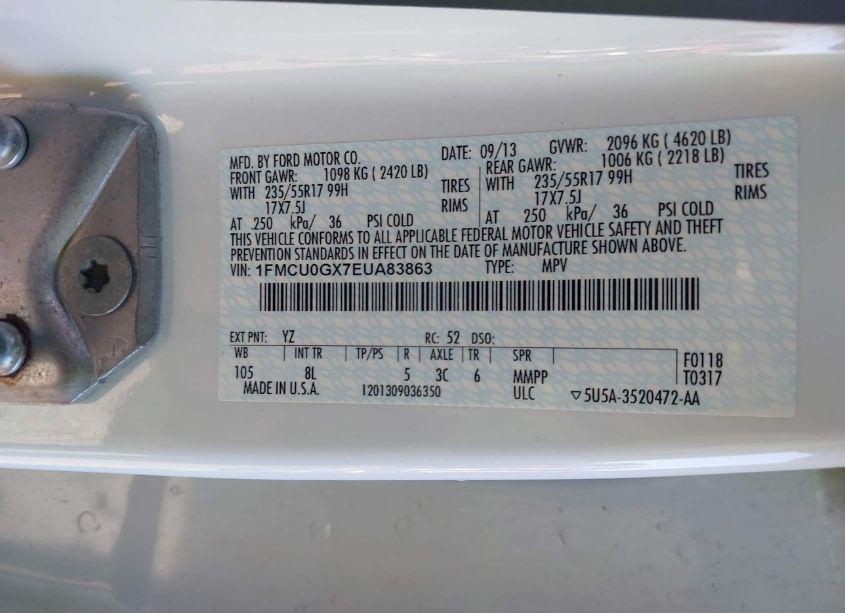 MFD. BY FORD MOTOR CO. DATE: 09/13 GVWR: 2096 KG ( 4620 LB)
FRONT GAWR: 1098 KG ( 2420 LB) REAR GAWR: 1006 KG ( 2218 LB)
WITH 235/55R17 99H TIRES WITH 235/55R17 99H TIRES
17X7.5J RIMS 17X7.5J RIMS
AT 250 kPa/ 36 PSI COLD AT 250 kPa/ 36 PSI COLD
THIS VEHICLE CONFORMS TO ALL APPLICABLE FEDERAL MOTOR VEHICLE SAFETY AND THEFT
PREVENTION STANDARDS IN EFFECT ON THE DATE OF MANUFACTURE SHOWN ABOVE.
VIN: 1FMCU0GX7EUA83863 TYPE: MPV
EXT PNT: YZ RC: 52 DSO:
WB INT TR TP/PS R AXLE TR SPR F0118
105 8L 5 3C 6 MMPP T0317
MADE IN U.S.A. 1201309036350 ULC ▽5U5A-3520472-AA